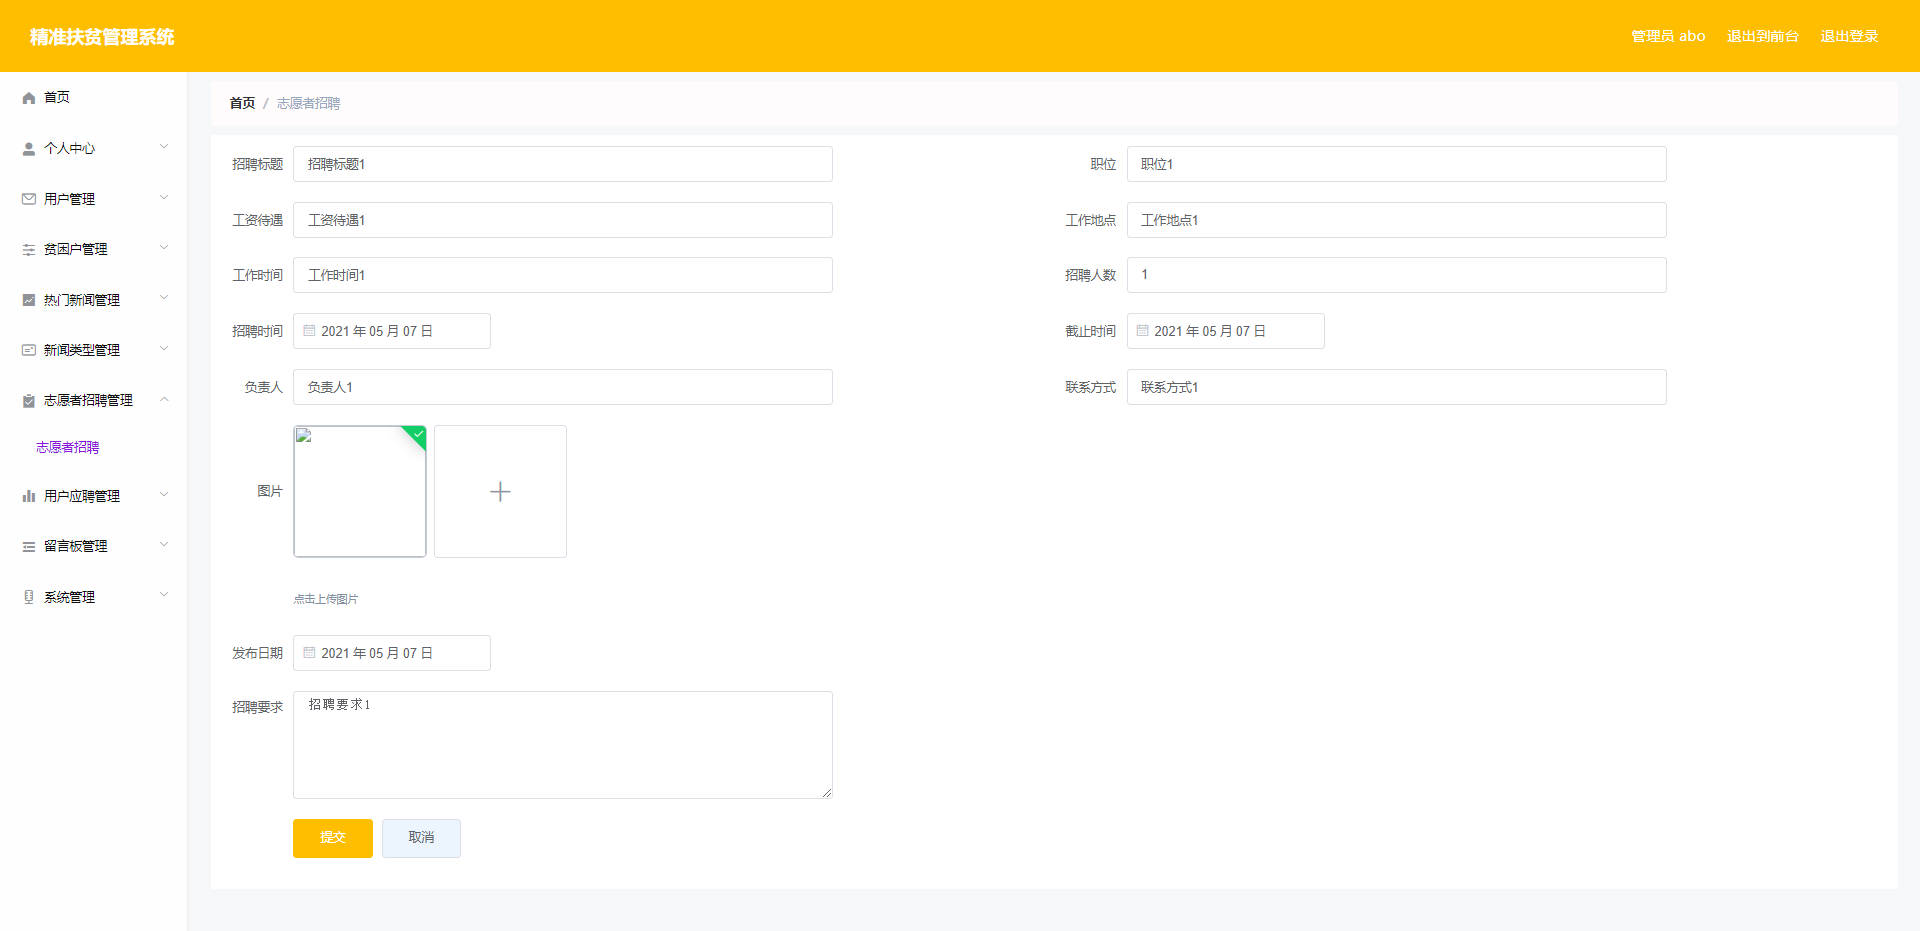 精准扶贫管理系统
管理员 abo 退出到前台 退出登录
首页
个人中心
用户管理
贫困户管理
热门新闻管理
新闻类型管理
志愿者招聘管理
志愿者招聘
用户应聘管理
留言板管理
系统管理
首页 / 志愿者招聘
招聘标题 招聘标题1 职位 职位1
工资待遇 工资待遇1 工作地点 工作地点1
工作时间 工作时间1 招聘人数 1
招聘时间 2021 年 05 月 07 日 截止时间 2021 年 05 月 07 日
负责人 负责人1 联系方式 联系方式1
图片
点击上传图片
发布日期 2021 年 05 月 07 日
招聘要求 招聘要求1
提交 取消